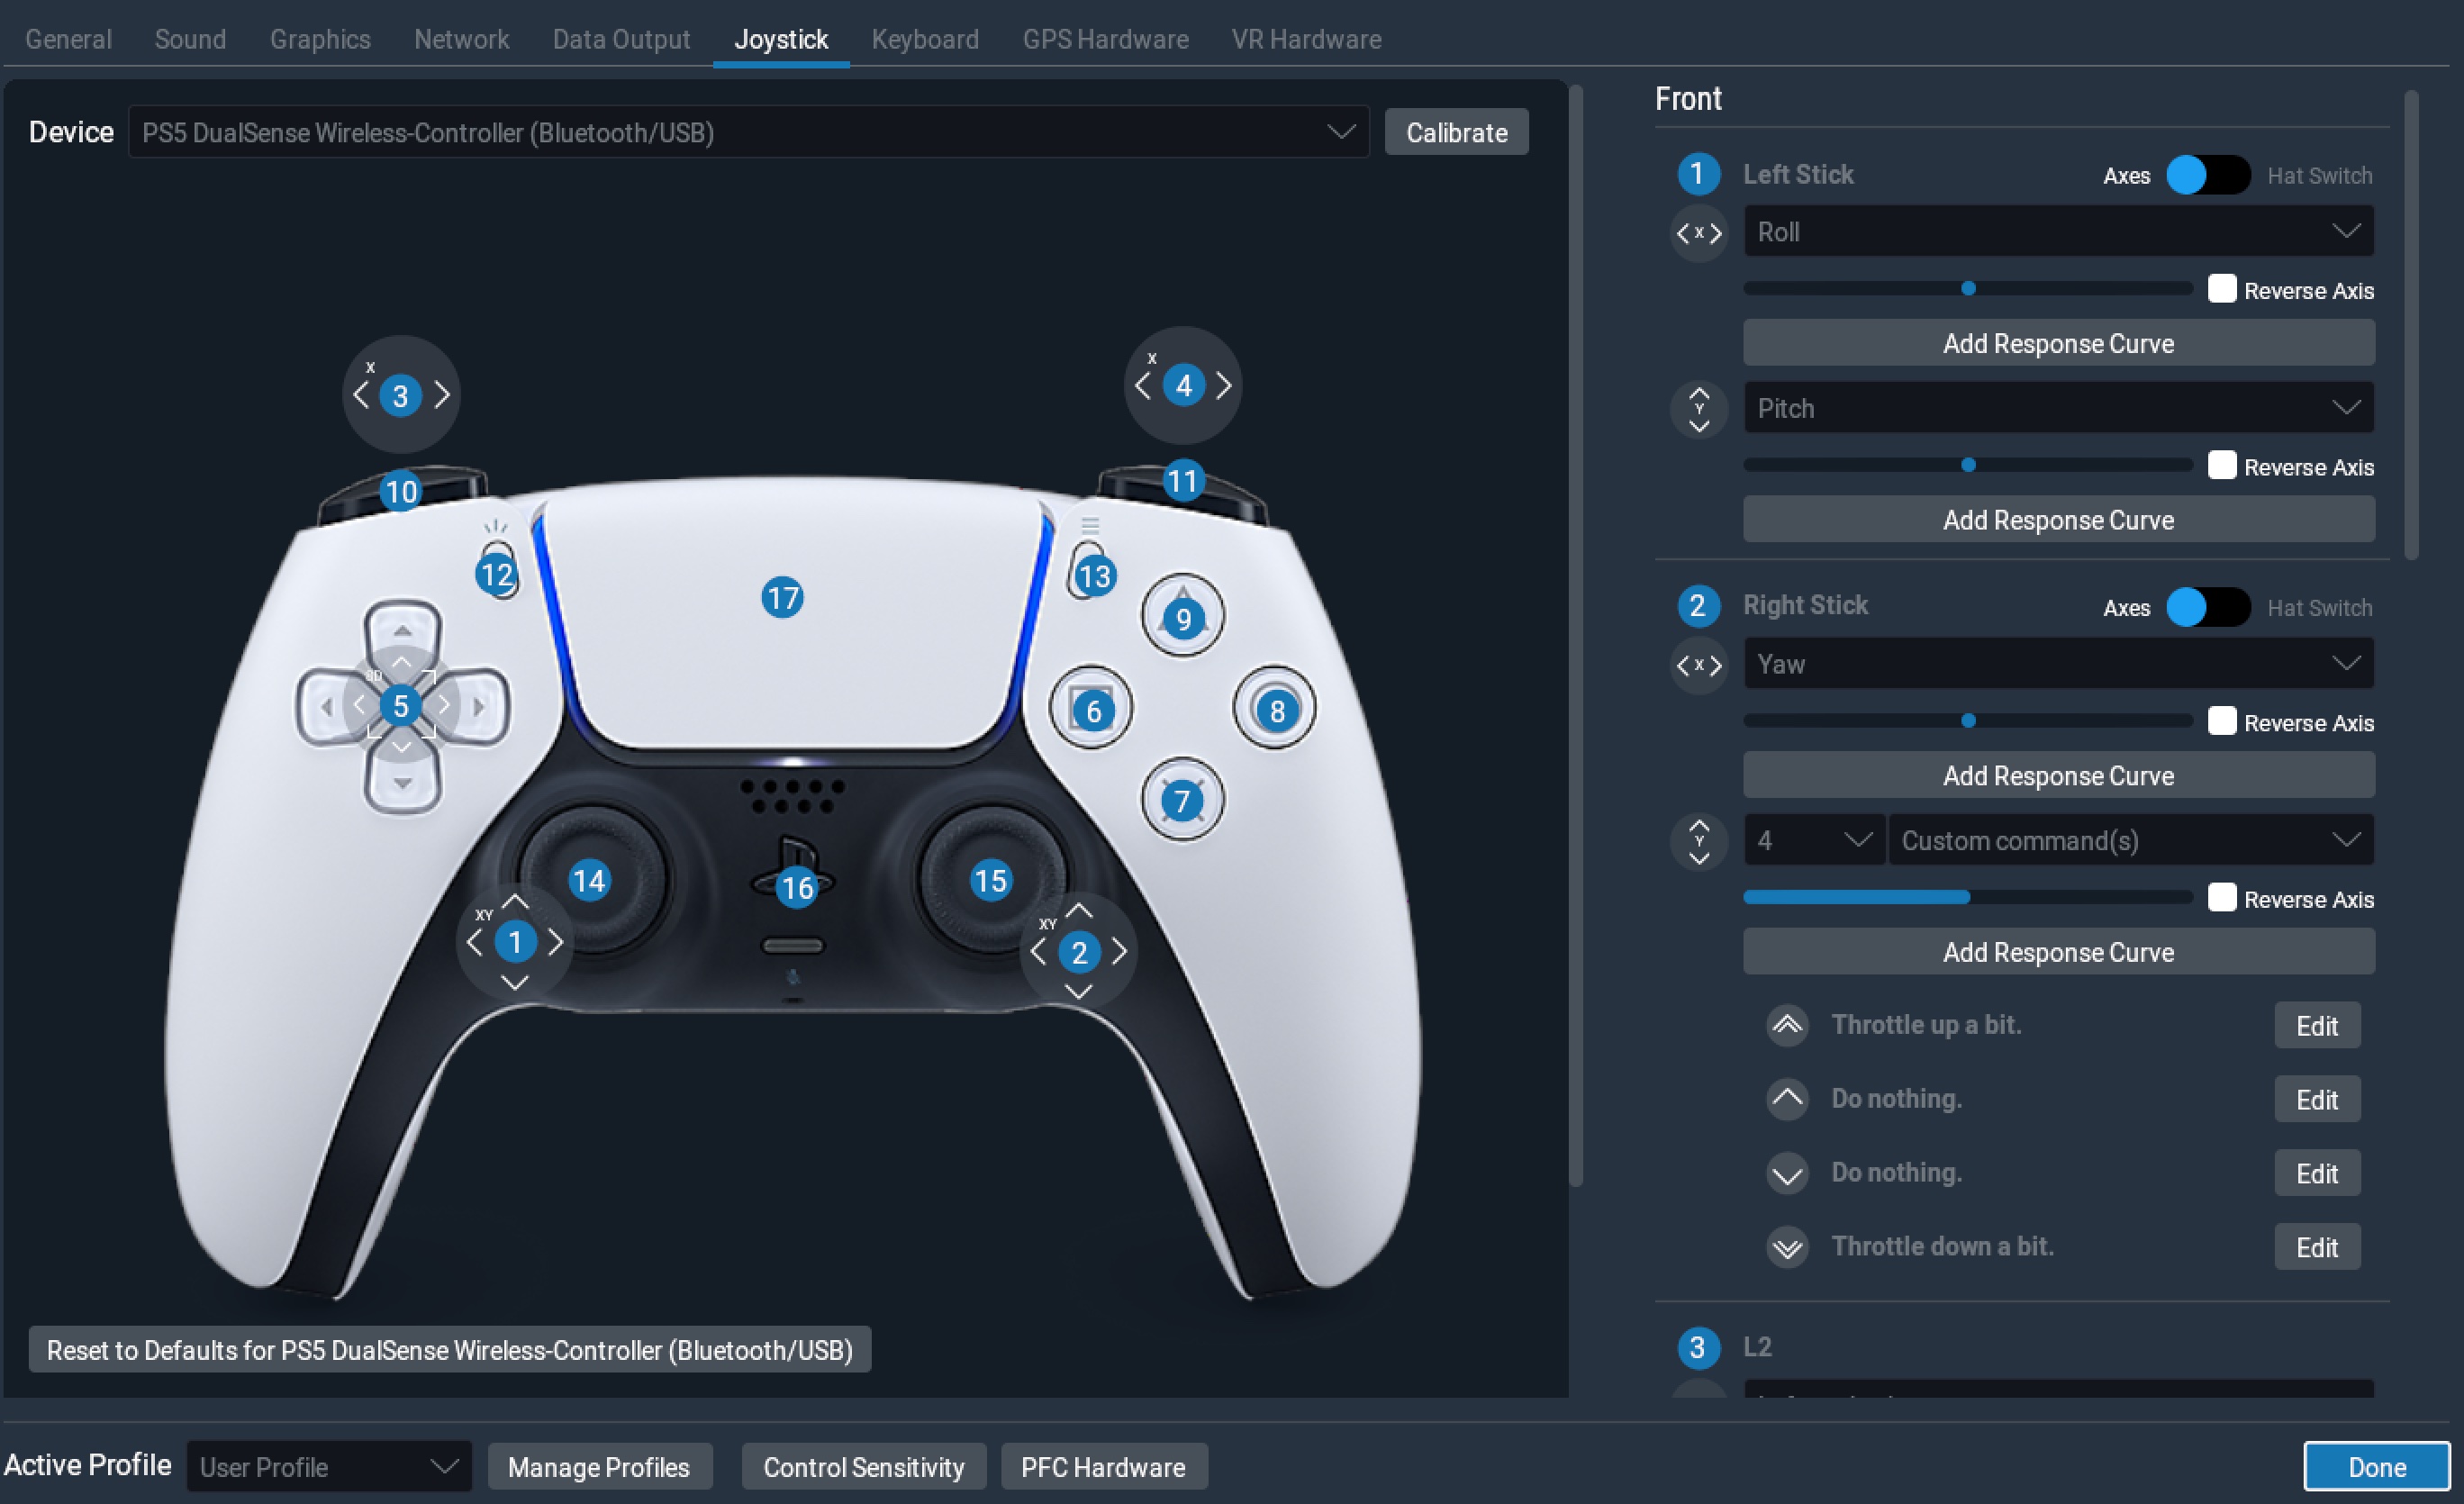 General Sound Graphics Network Data Output Joystick Keyboard GPS Hardware VR Hardware
Device PS5 DualSense Wireless-Controller (Bluetooth/USB) Calibrate
X
3
X
4
10
11
12
13
17
9
8D
5
6
8
7
14
16
15
XY
1
XY
2
Reset to Defaults for PS5 DualSense Wireless-Controller (Bluetooth/USB)
Front
1 Left Stick Axes Hat Switch
X Roll
Reverse Axis
Add Response Curve
Y Pitch
Reverse Axis
Add Response Curve
2 Right Stick Axes Hat Switch
X Yaw
Reverse Axis
Add Response Curve
Y 4 Custom command(s)
Reverse Axis
Add Response Curve
Throttle up a bit. Edit
Do nothing. Edit
Do nothing. Edit
Throttle down a bit. Edit
3 L2
Active Profile User Profile Manage Profiles Control Sensitivity PFC Hardware Done